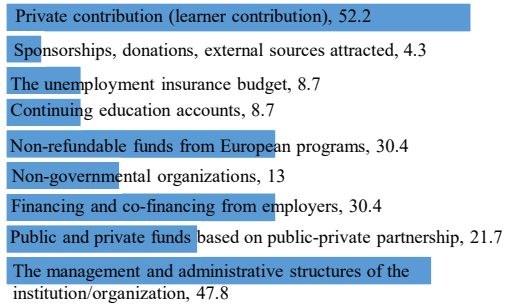 Private contribution (learner contribution), 52.2
Sponsorships, donations, external sources attracted, 4.3
The unemployment insurance budget, 8.7
Continuing education accounts, 8.7
Non-refundable funds from European programs, 30.4
Non-governmental organizations, 13
Financing and co-financing from employers, 30.4
Public and private funds based on public-private partnership, 21.7
The management and administrative structures of the
institution/organization, 47.8